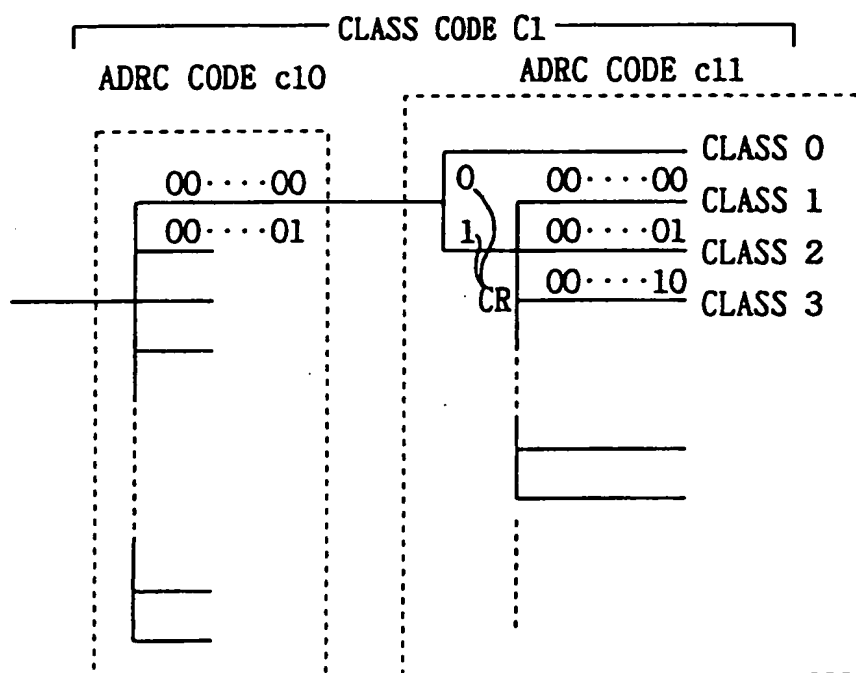 CLASS CODE C1
ADRC CODE c10
ADRC CODE c11
CLASS 0
00····00
0
00····00
CLASS 1
00····01
1
00····01
CLASS 2
00····10
CR
CLASS 3